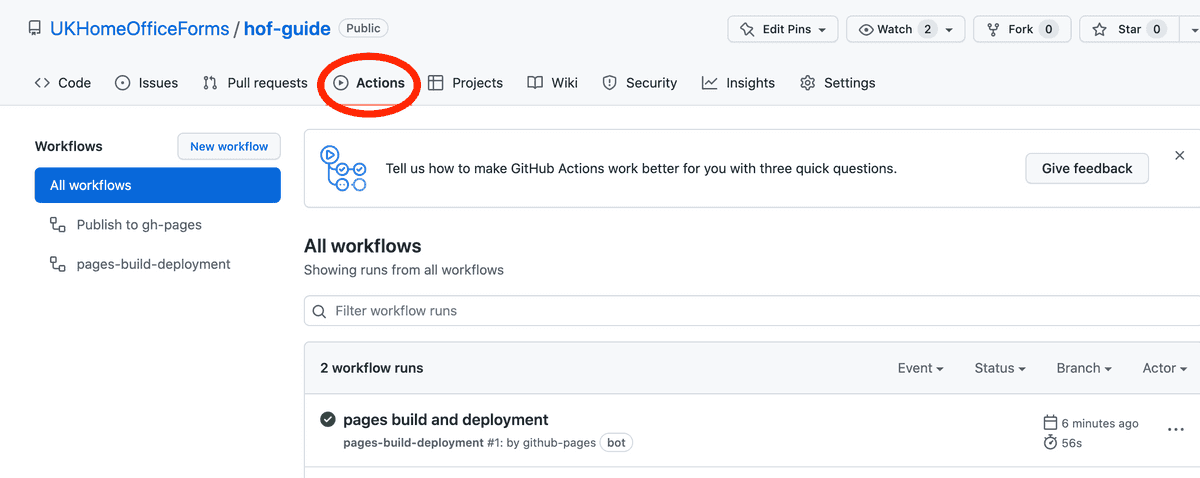 UKHomeOfficeForms / hof-guide Public
Edit Pins Watch 2 Fork 0 Star 0
Code Issues Pull requests Actions Projects Wiki Security Insights Settings
Workflows New workflow
All workflows
Publish to gh-pages
pages-build-deployment
Tell us how to make GitHub Actions work better for you with three quick questions. Give feedback
All workflows
Showing runs from all workflows
Filter workflow runs
2 workflow runs Event Status Branch Actor
pages build and deployment
pages-build-deployment #1: by github-pages bot
6 minutes ago
56s